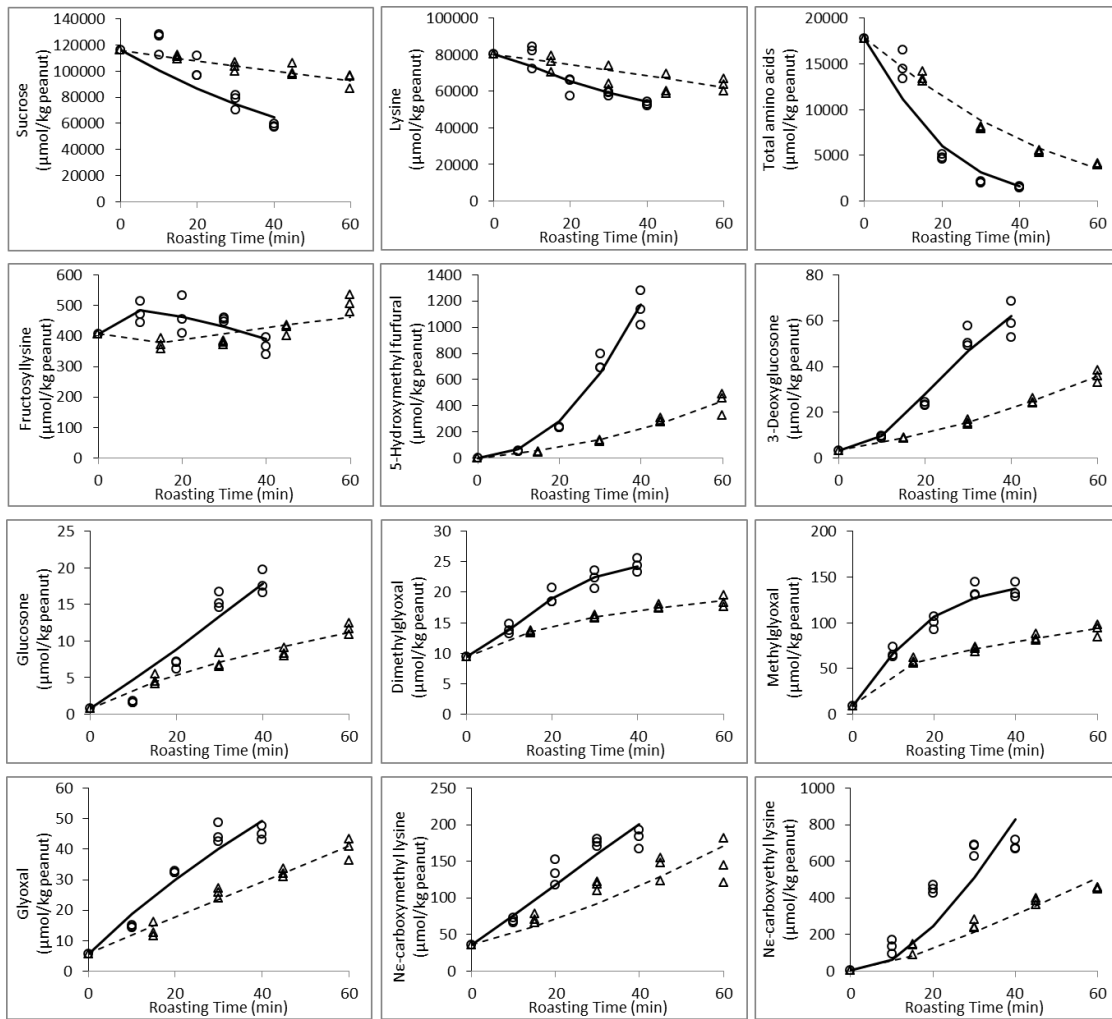 Sucrose
(µmol/kg peanut)
140000
120000
100000
80000
60000
40000
20000
0
0 20 40 60
Roasting Time (min)
Lysine
(µmol/kg peanut)
100000
80000
60000
40000
20000
0
0 20 40 60
Roasting Time (min)
Total amino acids
(µmol/kg peanut)
20000
15000
10000
5000
0
0 20 40 60
Roasting Time (min)
Fructosyllysine
(µmol/kg peanut)
600
500
400
300
200
100
0
0 20 40 60
Roasting Time (min)
5-Hydroxymethyl furfural
(µmol/kg peanut)
1400
1200
1000
800
600
400
200
0
0 20 40 60
Roasting Time (min)
3-Deoxyglucosone
(µmol/kg peanut)
80
60
40
20
0
0 20 40 60
Roasting Time (min)
Glucosone
(µmol/kg peanut)
25
20
15
10
5
0
0 20 40 60
Roasting Time (min)
Dimethylglyoxal
(µmol/kg peanut)
30
25
20
15
10
5
0
0 20 40 60
Roasting Time (min)
Methylglyoxal
(µmol/kg peanut)
200
150
100
50
0
0 20 40 60
Roasting Time (min)
Glyoxal
(µmol/kg peanut)
60
50
40
30
20
10
0
0 20 40 60
Roasting Time (min)
Nε-carboxymethyl lysine
(µmol/kg peanut)
250
200
150
100
50
0
0 20 40 60
Roasting Time (min)
Nε-carboxyethyl lysine
(µmol/kg peanut)
1000
800
600
400
200
0
0 20 40 60
Roasting Time (min)